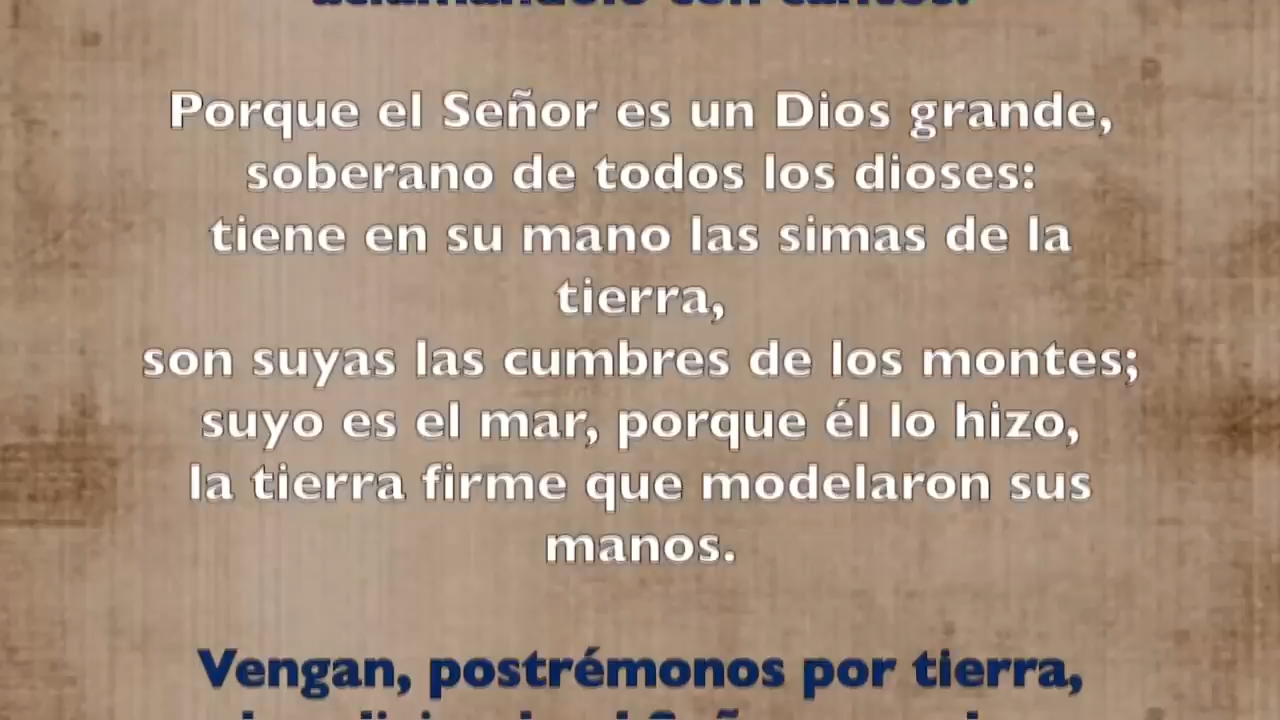 aclamándolo con cantos.
Porque el Señor es un Dios grande,
soberano de todos los dioses:
tiene en su mano las simas de la
tierra,
son suyas las cumbres de los montes;
suyo es el mar, porque él lo hizo,
la tierra firme que modelaron sus
manos.
Vengan, postrémonos por tierra,